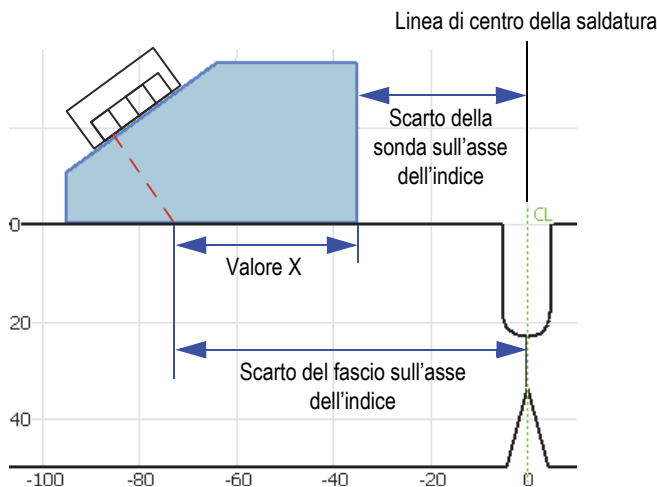 Linea di centro della saldatura
Scarto della
sonda sull'asse
dell'indice
CL
0
Valore X
20
Scarto del fascio sull'asse
dell'indice
40
-100
-80
-60
-40
-20
0